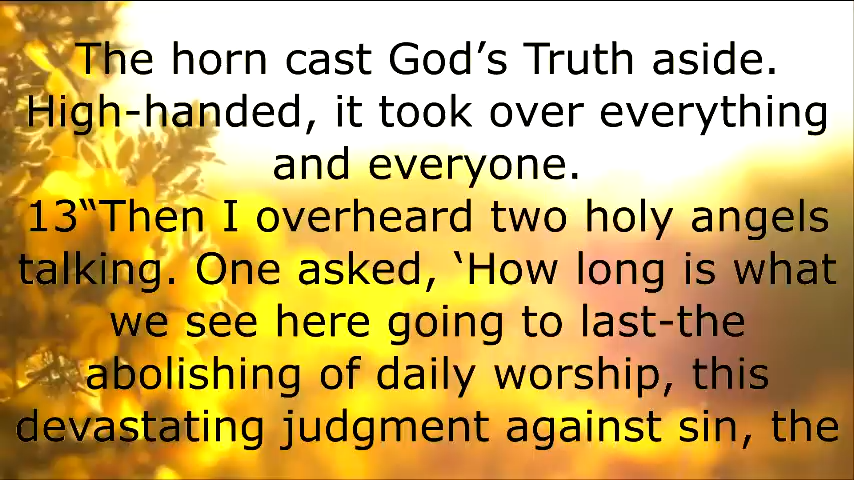 The horn cast God’s Truth aside.
High-handed, it took over everything
and everyone.
13“Then I overheard two holy angels
talking. One asked, ‘How long is what
we see here going to last-the
abolishing of daily worship, this
devastating judgment against sin, the